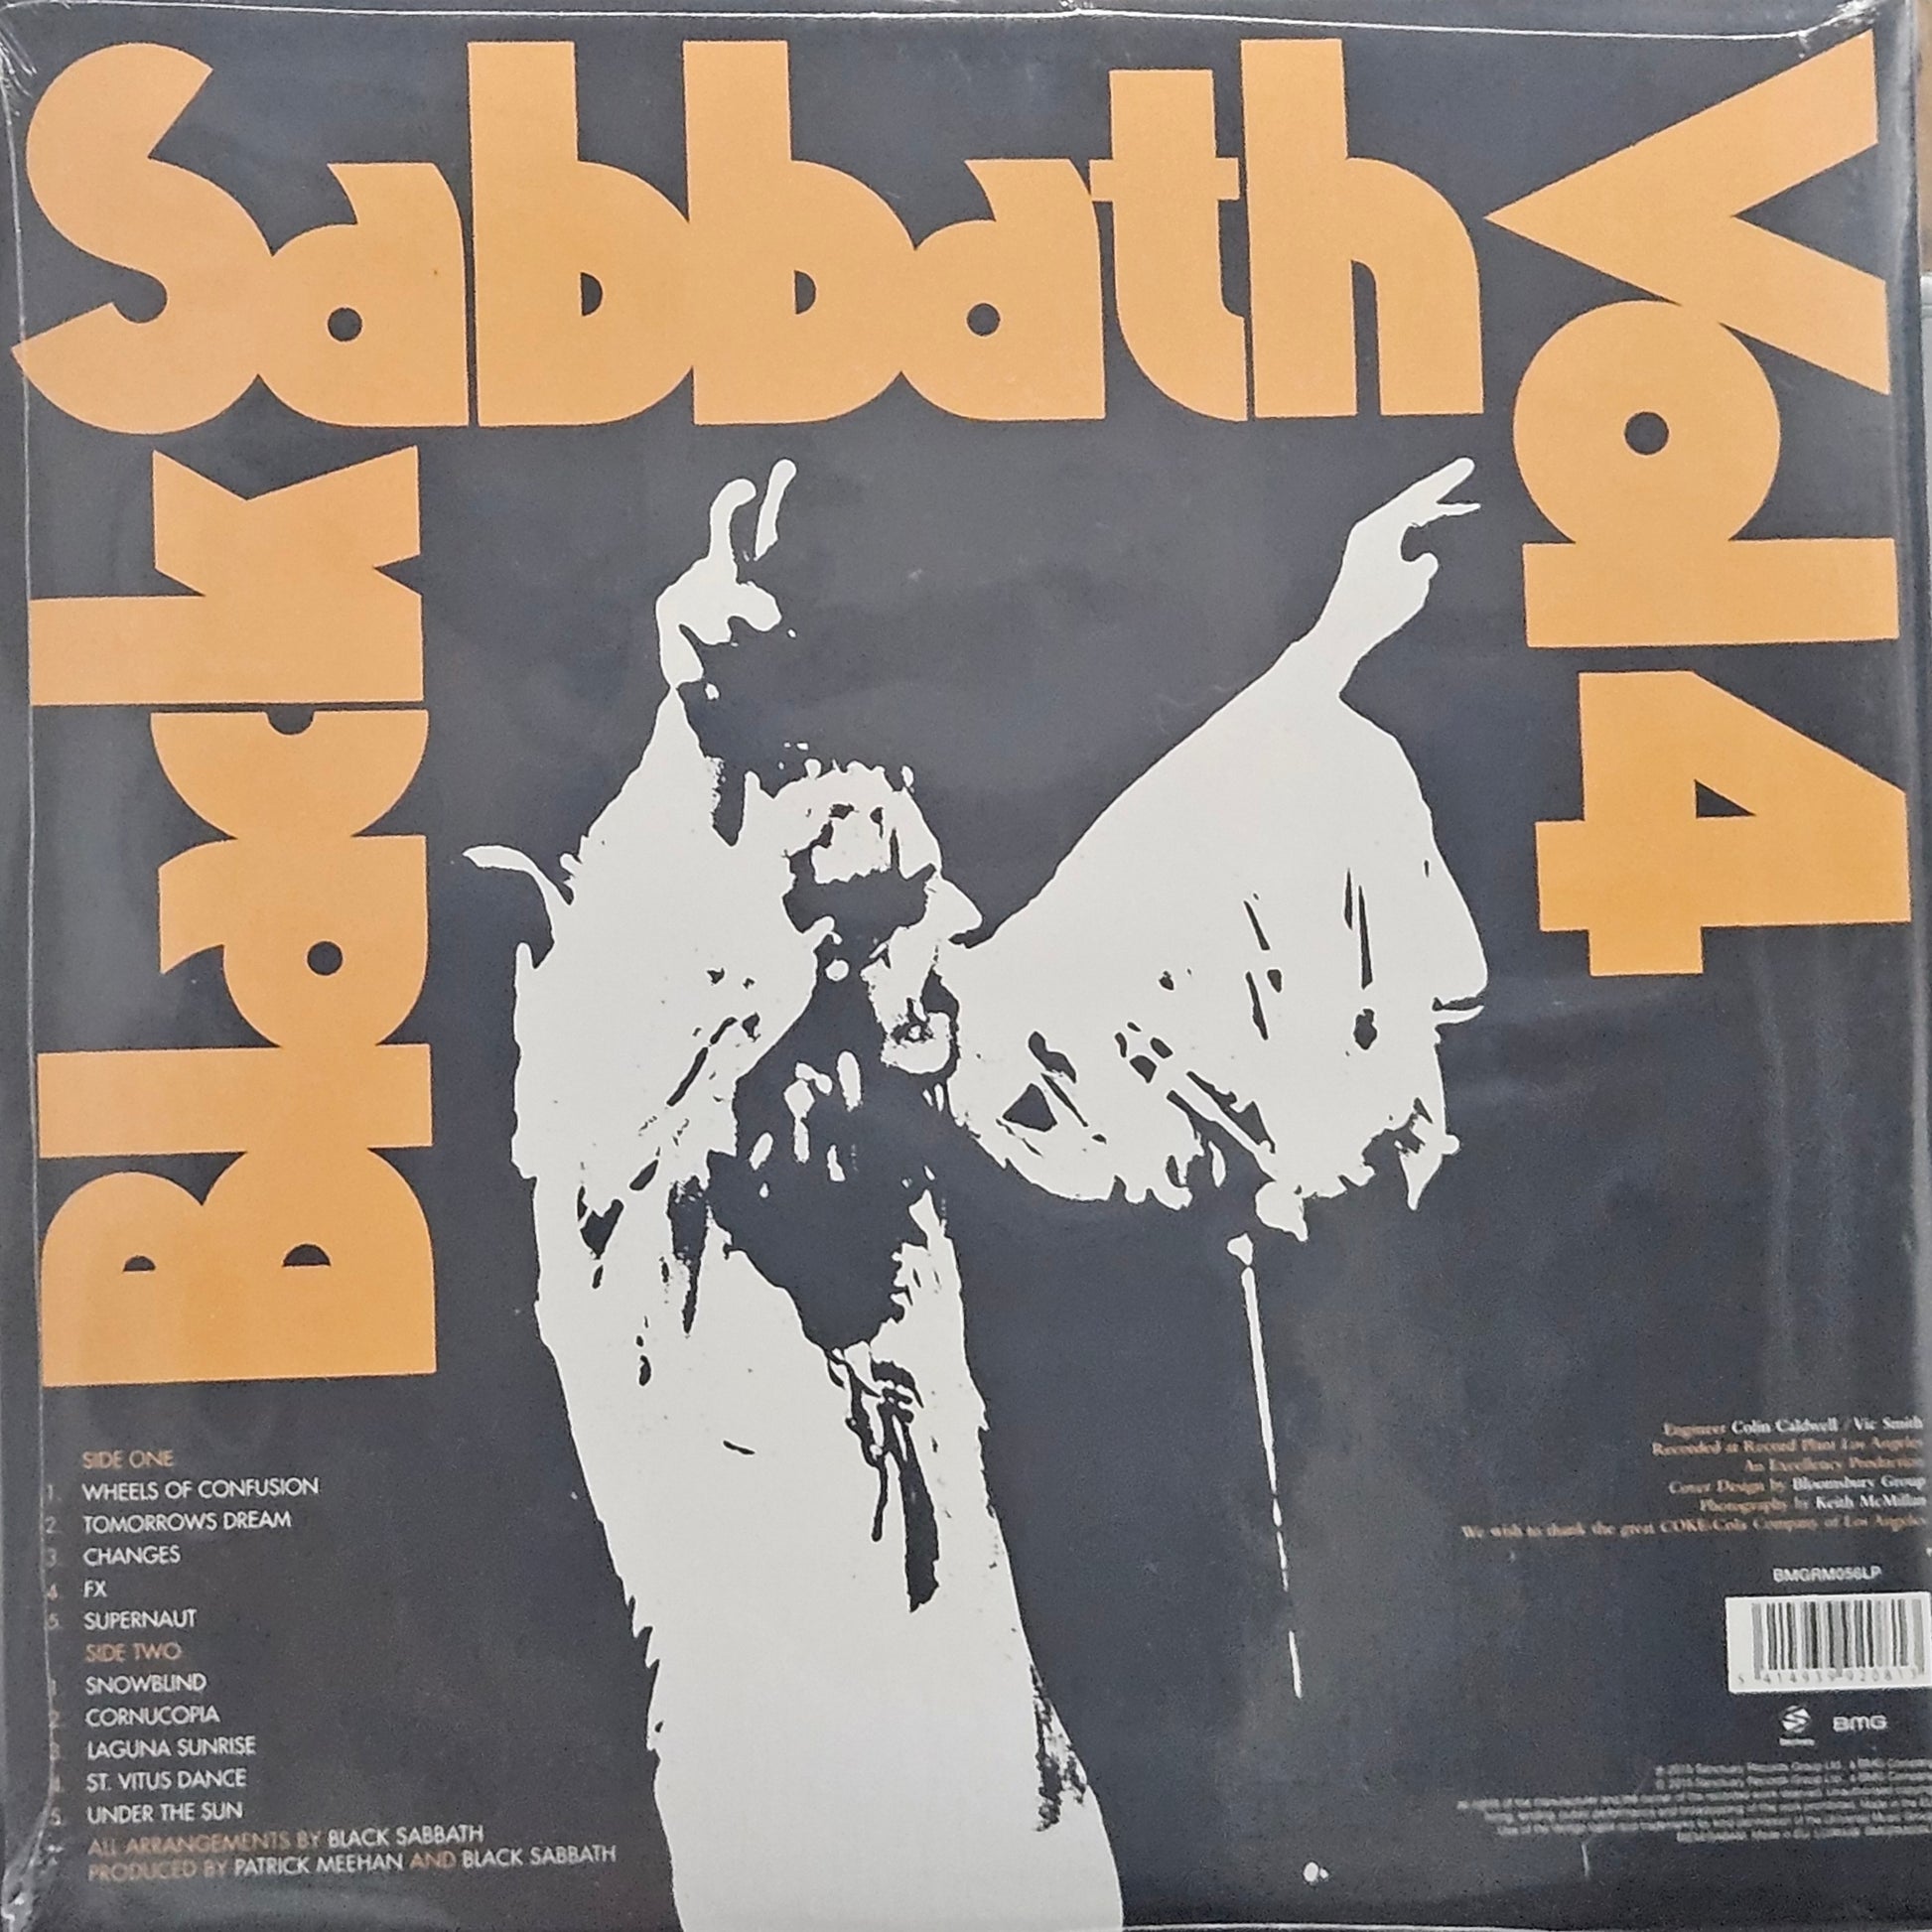 Black
Sabbath
Vol 4
SIDE ONE
1. WHEELS OF CONFUSION
2. TOMORROWS DREAM
3. CHANGES
4. FX
5. SUPERNAUT
SIDE TWO
1. SNOWBLIND
2. CORNUCOPIA
3. LAGUNA SUNRISE
4. ST. VITUS DANCE
5. UNDER THE SUN
ALL ARRANGEMENTS BY BLACK SABBATH
PRODUCED BY PATRICK MEEHAN AND BLACK SABBATH
Engineer Colin Caldwell / Vic Smith
Recorded at Record Plant Los Angeles
An Excellency Production
Cover Design by Bloomsbury Group
Photography by Keith McMillan
We wish to thank the great COKE-Cola Company of Los Angeles
BMGRM056LP
5 414939 920813
BMG